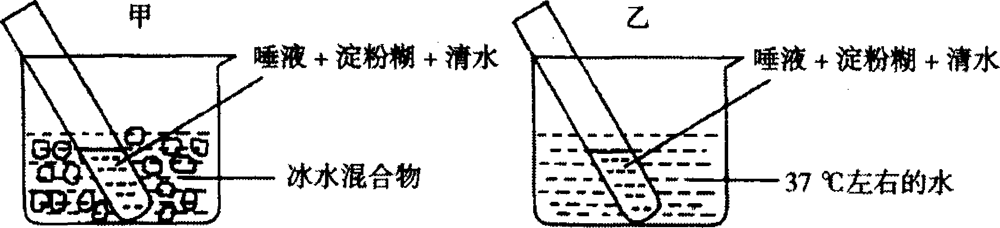 甲
乙
唾液 + 淀粉糊 + 清水
唾液 + 淀粉糊 + 清水
冰水混合物
37 ℃左右的水